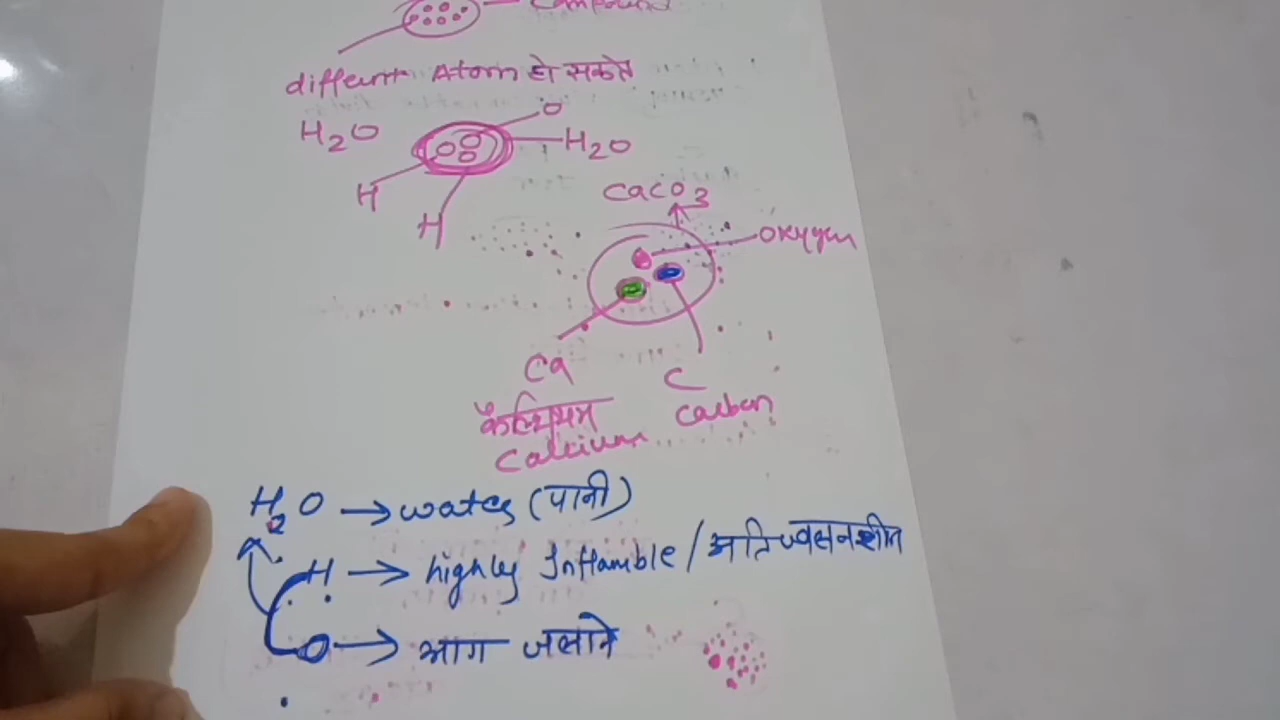 Compound
different Atom हो सकते
O
H2O
H2O
H
H
CaCO3
Oxygen
Ca
C
कैल्शियम
Carbon
Calcium
H2O → water (पानी)
H → highly Inflamble / अतिज्वलनशील
O → आग जलाने